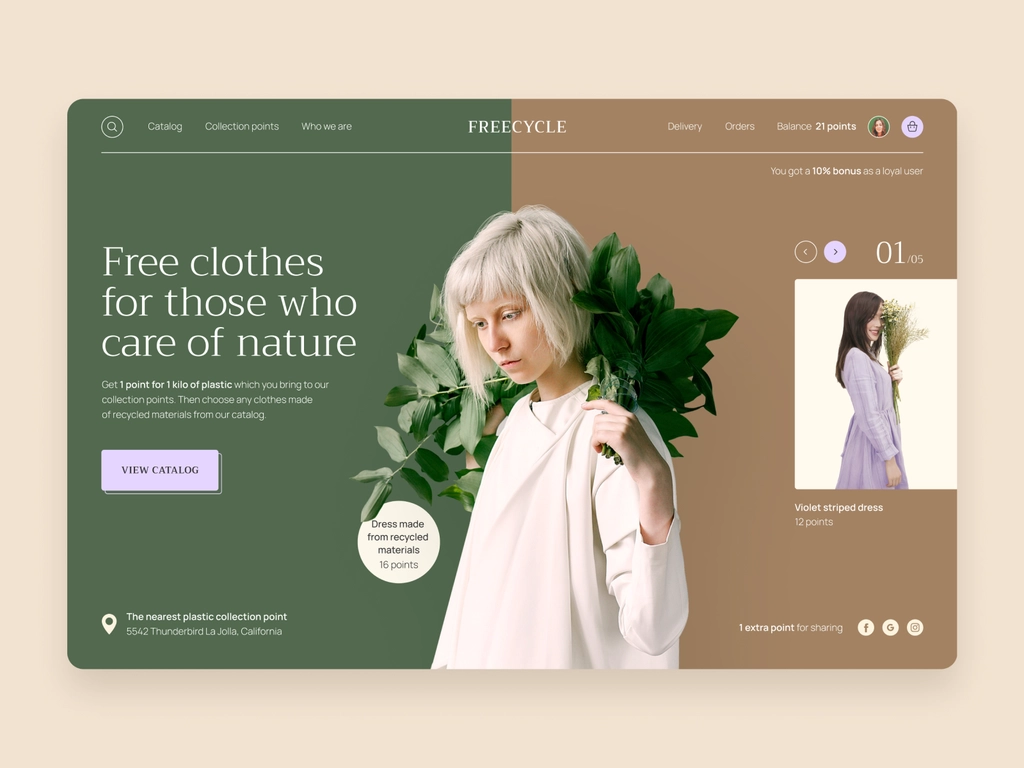 Catalog
Collection points
Who we are
FREECYCLE
Delivery
Orders
Balance 21 points
You got a 10% bonus as a loyal user
Free clothes
for those who
care of nature
Get 1 point for 1 kilo of plastic which you bring to our
collection points. Then choose any clothes made
of recycled materials from our catalog.
VIEW CATALOG
Dress made
from recycled
materials
16 points
01/05
Violet striped dress
12 points
The nearest plastic collection point
5542 Thunderbird La Jolla, California
1 extra point for sharing